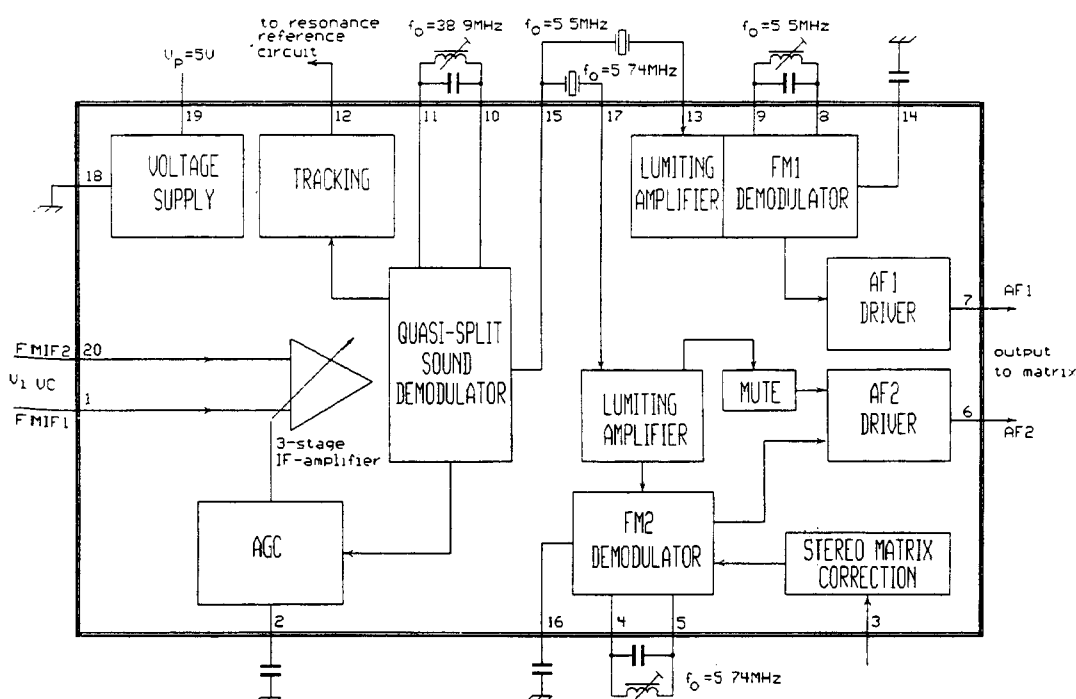 to resonance
reference
circuit
fo=38 9MHz
fo=5 5MHz
fo=5 5MHz
Vp=5V
fo=5 74MHz
19
12
11
10
15
17
13
9
8
14
18
VOLTAGE
SUPPLY
TRACKING
LUMITING
AMPLIFIER
FM1
DEMODULATOR
AF1
DRIVER
7
AF1
QUASI-SPLIT
SOUND
DEMODULATOR
FMIF2
20
Vi VC
1
FMIF1
output
to matrix
MUTE
AF2
DRIVER
6
AF2
LUMITING
AMPLIFIER
3-stage
IF-amplifier
AGC
FM2
DEMODULATOR
STEREO MATRIX
CORRECTION
2
16
4
5
3
fo=5 74MHz